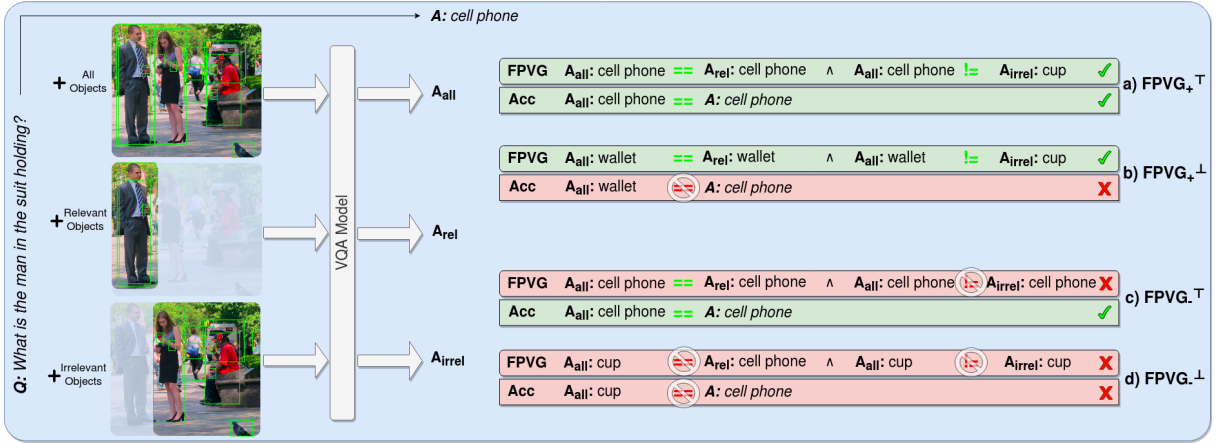 A: cell phone
Q: What is the man in the suit holding?
+ All Objects
+ Relevant Objects
+ Irrelevant Objects
VQA Model
Aall
Arel
Airrel
FPVG Aall: cell phone == Arel: cell phone ∧ Aall: cell phone != Airrel: cup ✓
Acc Aall: cell phone == A: cell phone ✓
a) FPVG+⊤
FPVG Aall: wallet == Arel: wallet ∧ Aall: wallet != Airrel: cup ✓
Acc Aall: wallet == A: cell phone X
b) FPVG+⊥
FPVG Aall: cell phone == Arel: cell phone ∧ Aall: cell phone != Airrel: cell phone X
Acc Aall: cell phone == A: cell phone ✓
c) FPVG-⊤
FPVG Aall: cup == Arel: cell phone ∧ Aall: cup != Airrel: cup X
Acc Aall: cup == A: cell phone X
d) FPVG-⊥